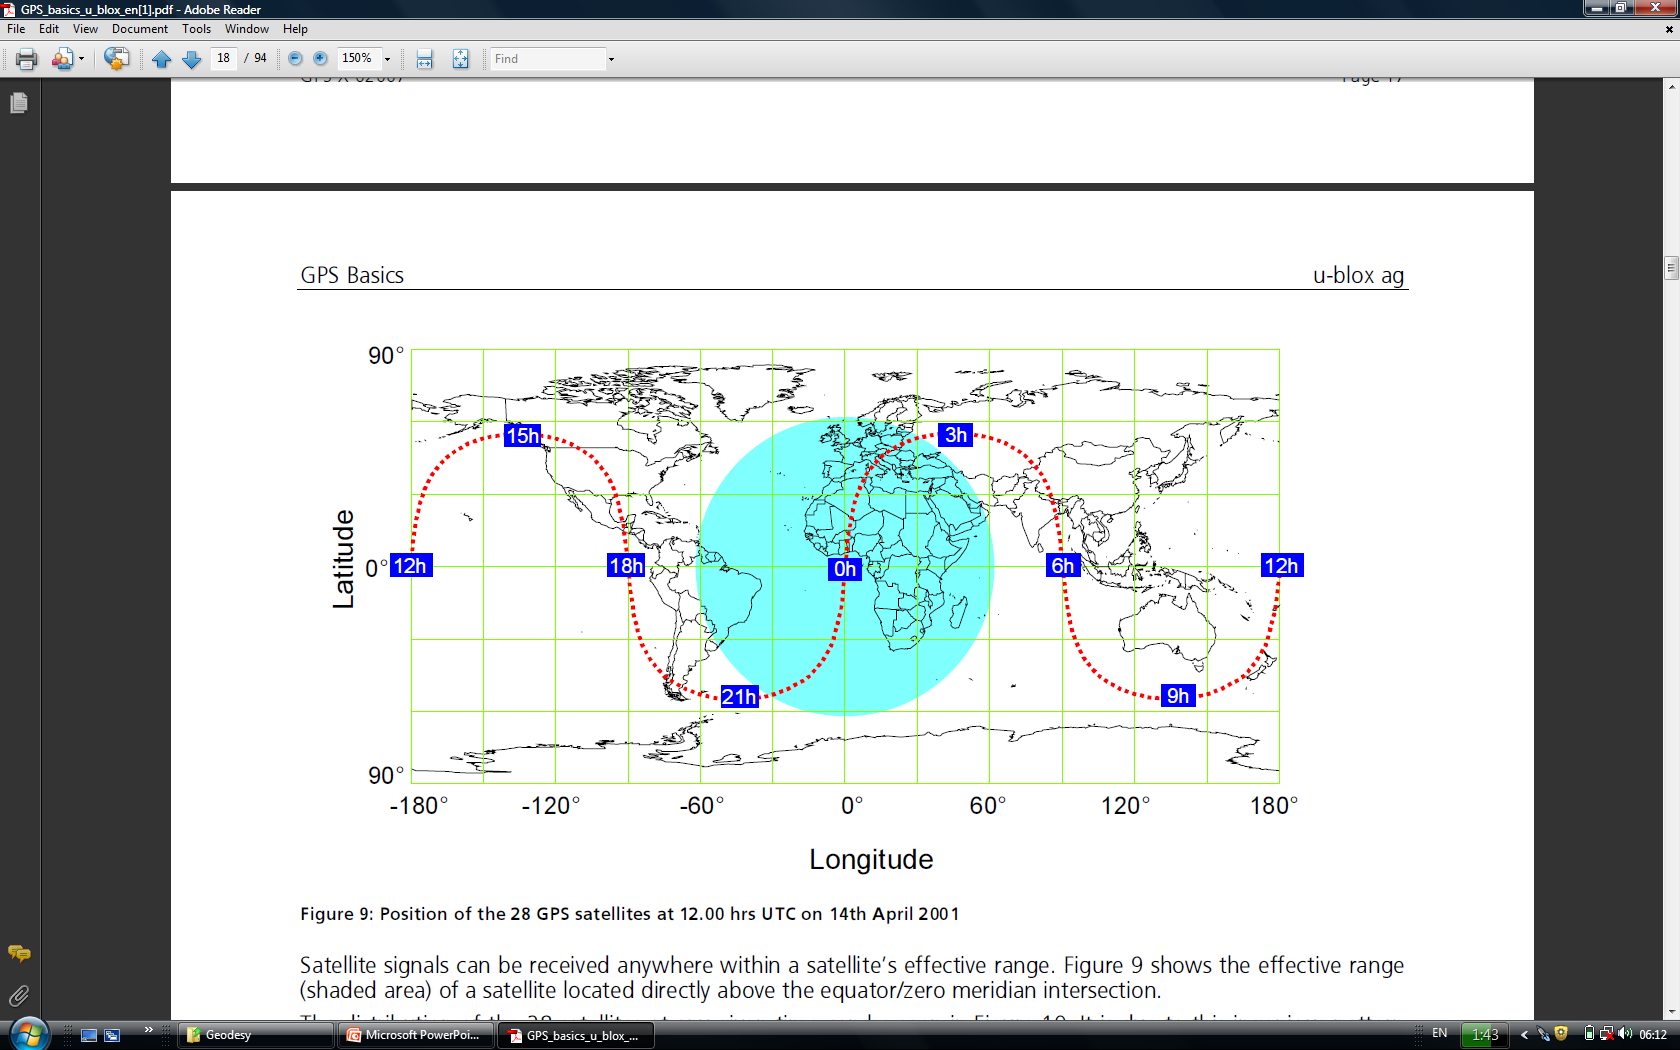 GPS_basics_u_blox_en[1].pdf - Adobe Reader
File Edit View Document Tools Window Help
18 / 94 150% Find
GPS Basics u-blox ag
90°
15h 3h
Latitude
0° 12h 18h 0h 6h 12h
21h 9h
90°
-180° -120° -60° 0° 60° 120° 180°
Longitude
Figure 9: Position of the 28 GPS satellites at 12.00 hrs UTC on 14th April 2001
Satellite signals can be received anywhere within a satellite's effective range. Figure 9 shows the effective range
(shaded area) of a satellite located directly above the equator/zero meridian intersection.
Geodesy Microsoft PowerPoi... GPS_basics_u_blox_... EN 1:43 06:12